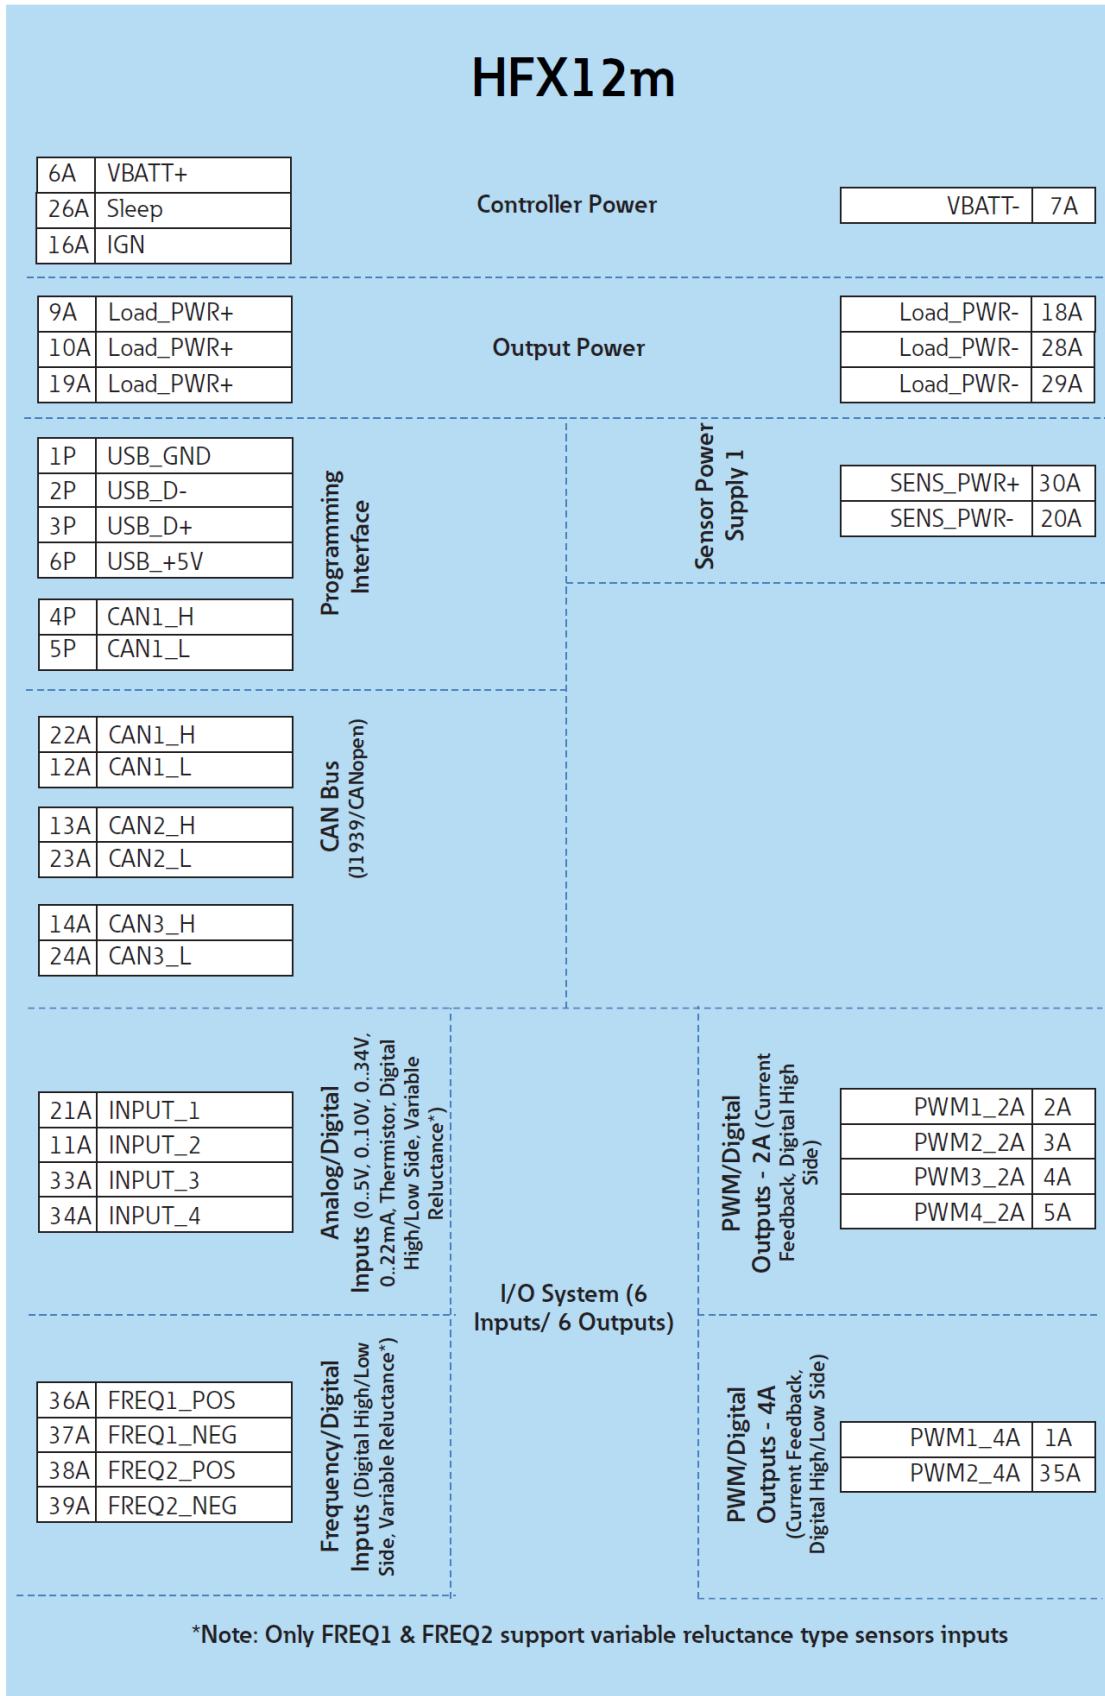 HFX12m
6A VBATT+
26A Sleep
16A IGN
Controller Power
VBATT- 7A
9A Load_PWR+
10A Load_PWR+
19A Load_PWR+
Output Power
Load_PWR- 18A
Load_PWR- 28A
Load_PWR- 29A
1P USB_GND
2P USB_D-
3P USB_D+
6P USB_+5V
4P CAN1_H
5P CAN1_L
Programming
Interface
Sensor Power
Supply 1
SENS_PWR+ 30A
SENS_PWR- 20A
22A CAN1_H
12A CAN1_L
13A CAN2_H
23A CAN2_L
14A CAN3_H
24A CAN3_L
CAN Bus
(J1939/CANopen)
21A INPUT_1
11A INPUT_2
33A INPUT_3
34A INPUT_4
Analog/Digital
Inputs (0..5V, 0..10V, 0..34V,
0..22mA, Thermistor, Digital
High/Low Side, Variable
Reluctance*)
PWM/Digital
Outputs - 2A (Current
Feedback, Digital High
Side)
PWM1_2A 2A
PWM2_2A 3A
PWM3_2A 4A
PWM4_2A 5A
I/O System (6
Inputs/ 6 Outputs)
36A FREQ1_POS
37A FREQ1_NEG
38A FREQ2_POS
39A FREQ2_NEG
Frequency/Digital
Inputs (Digital High/Low
Side, Variable Reluctance*)
PWM/Digital
Outputs - 4A
(Current Feedback,
Digital High/Low Side)
PWM1_4A 1A
PWM2_4A 35A
*Note: Only FREQ1 & FREQ2 support variable reluctance type sensors inputs